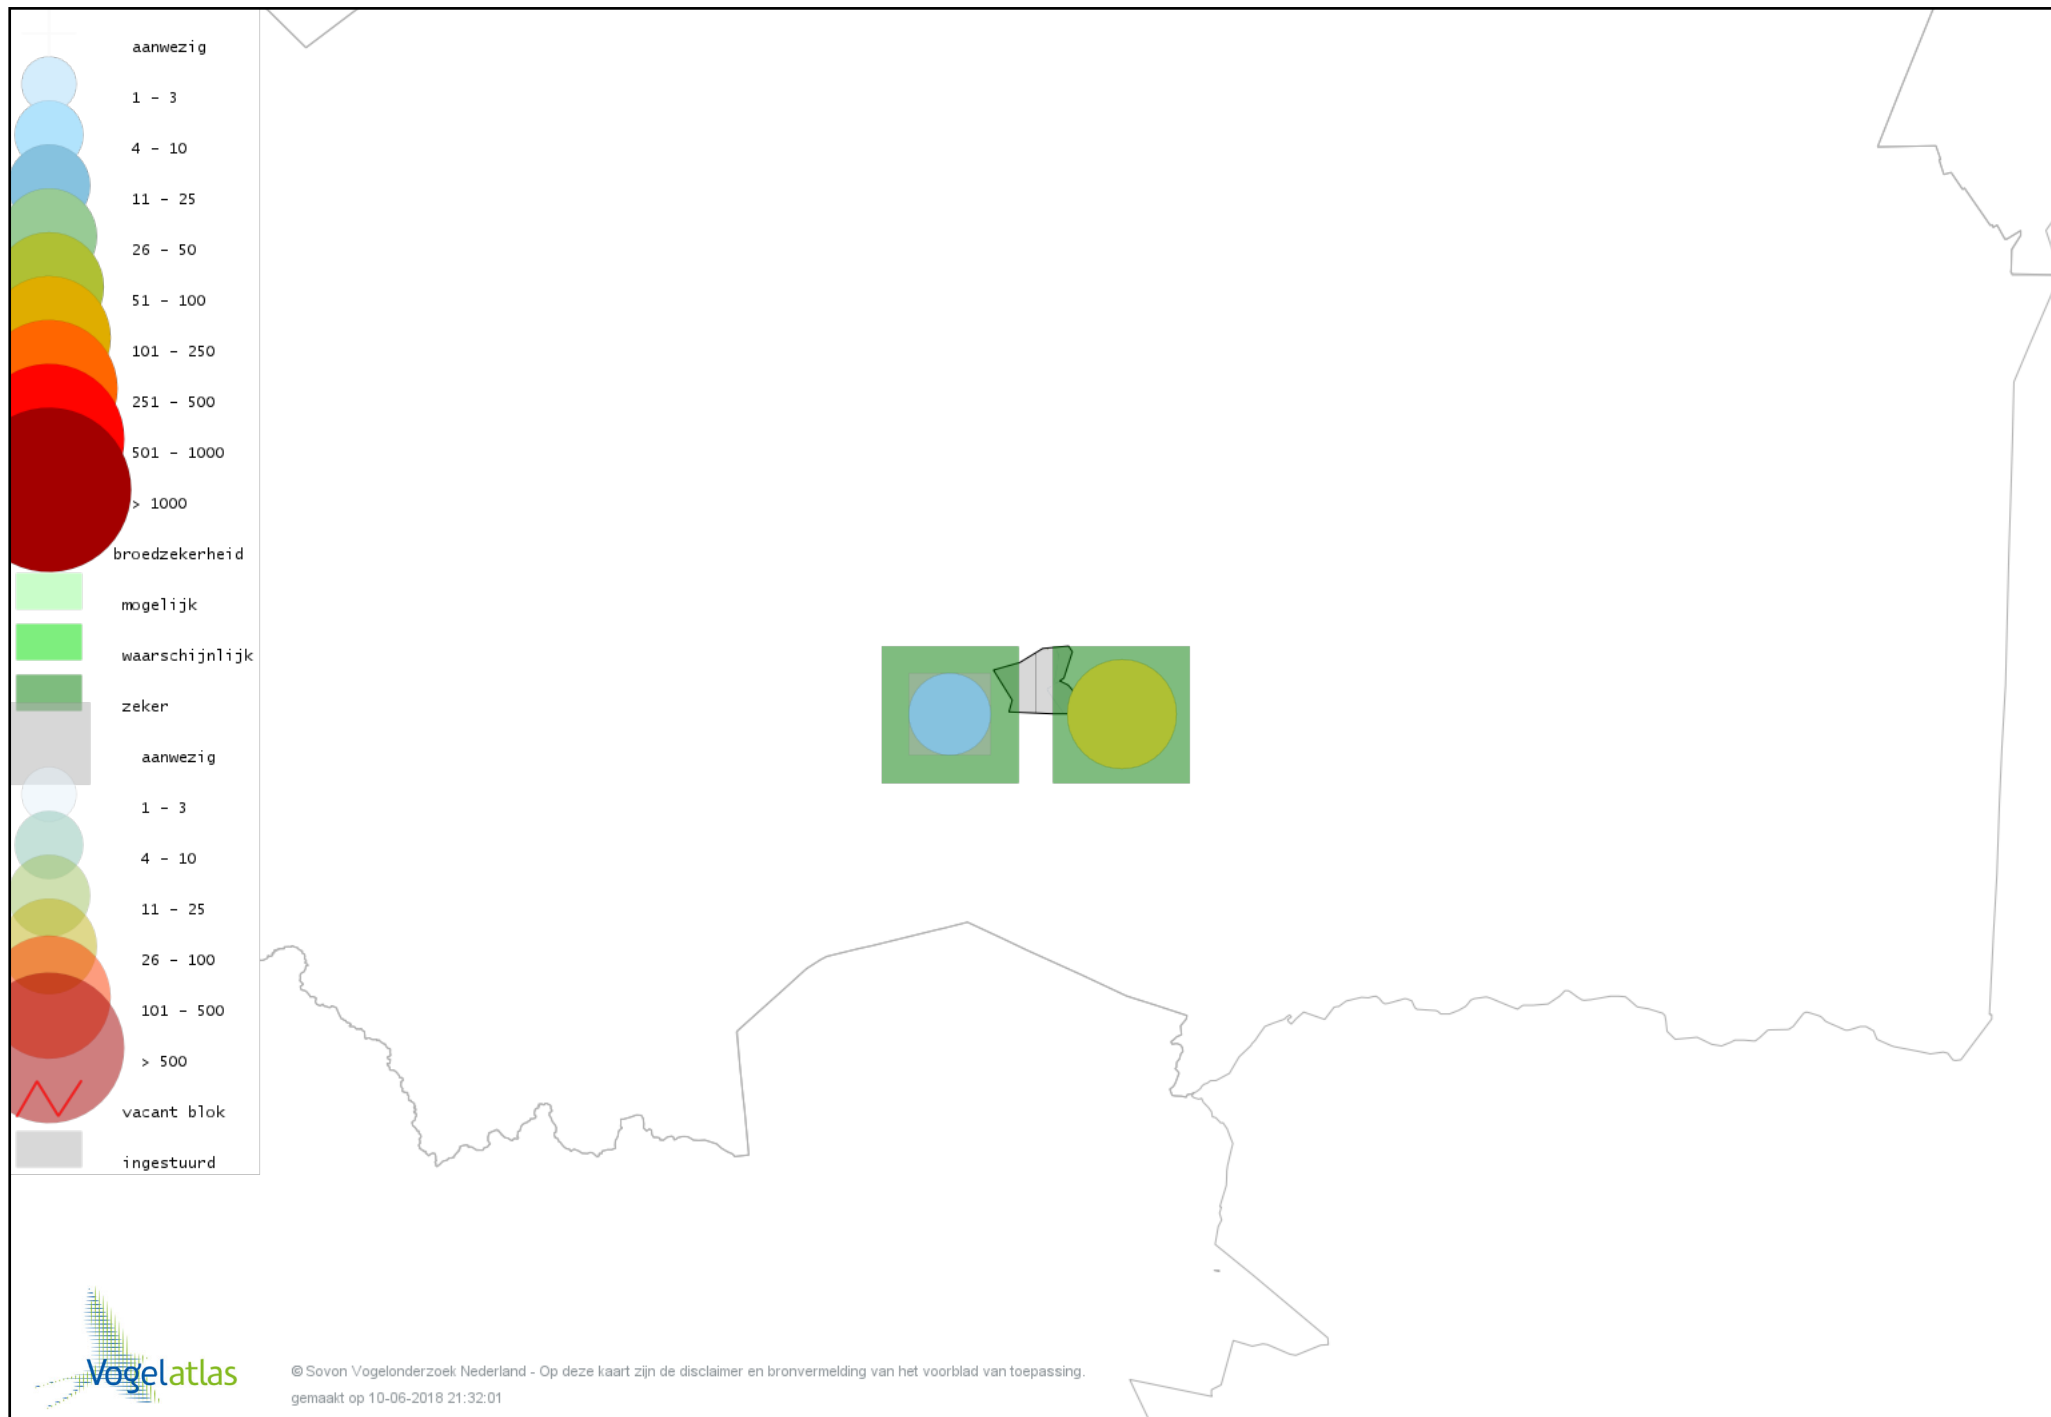 aanwezig
1 - 3
4 - 10
11 - 25
26 - 50
51 - 100
101 - 250
251 - 500
501 - 1000
> 1000
broedzekerheid
mogelijk
waarschijnlijk
zeker
aanwezig
1 - 3
4 - 10
11 - 25
26 - 100
101 - 500
> 500
vacant blok
ingestuurd
Vogelatlas
© Sovon Vogelonderzoek Nederland - Op deze kaart zijn de disclaimer en bronvermelding van het voorblad van toepassing.
gemaakt op 10-06-2018 21:32:01